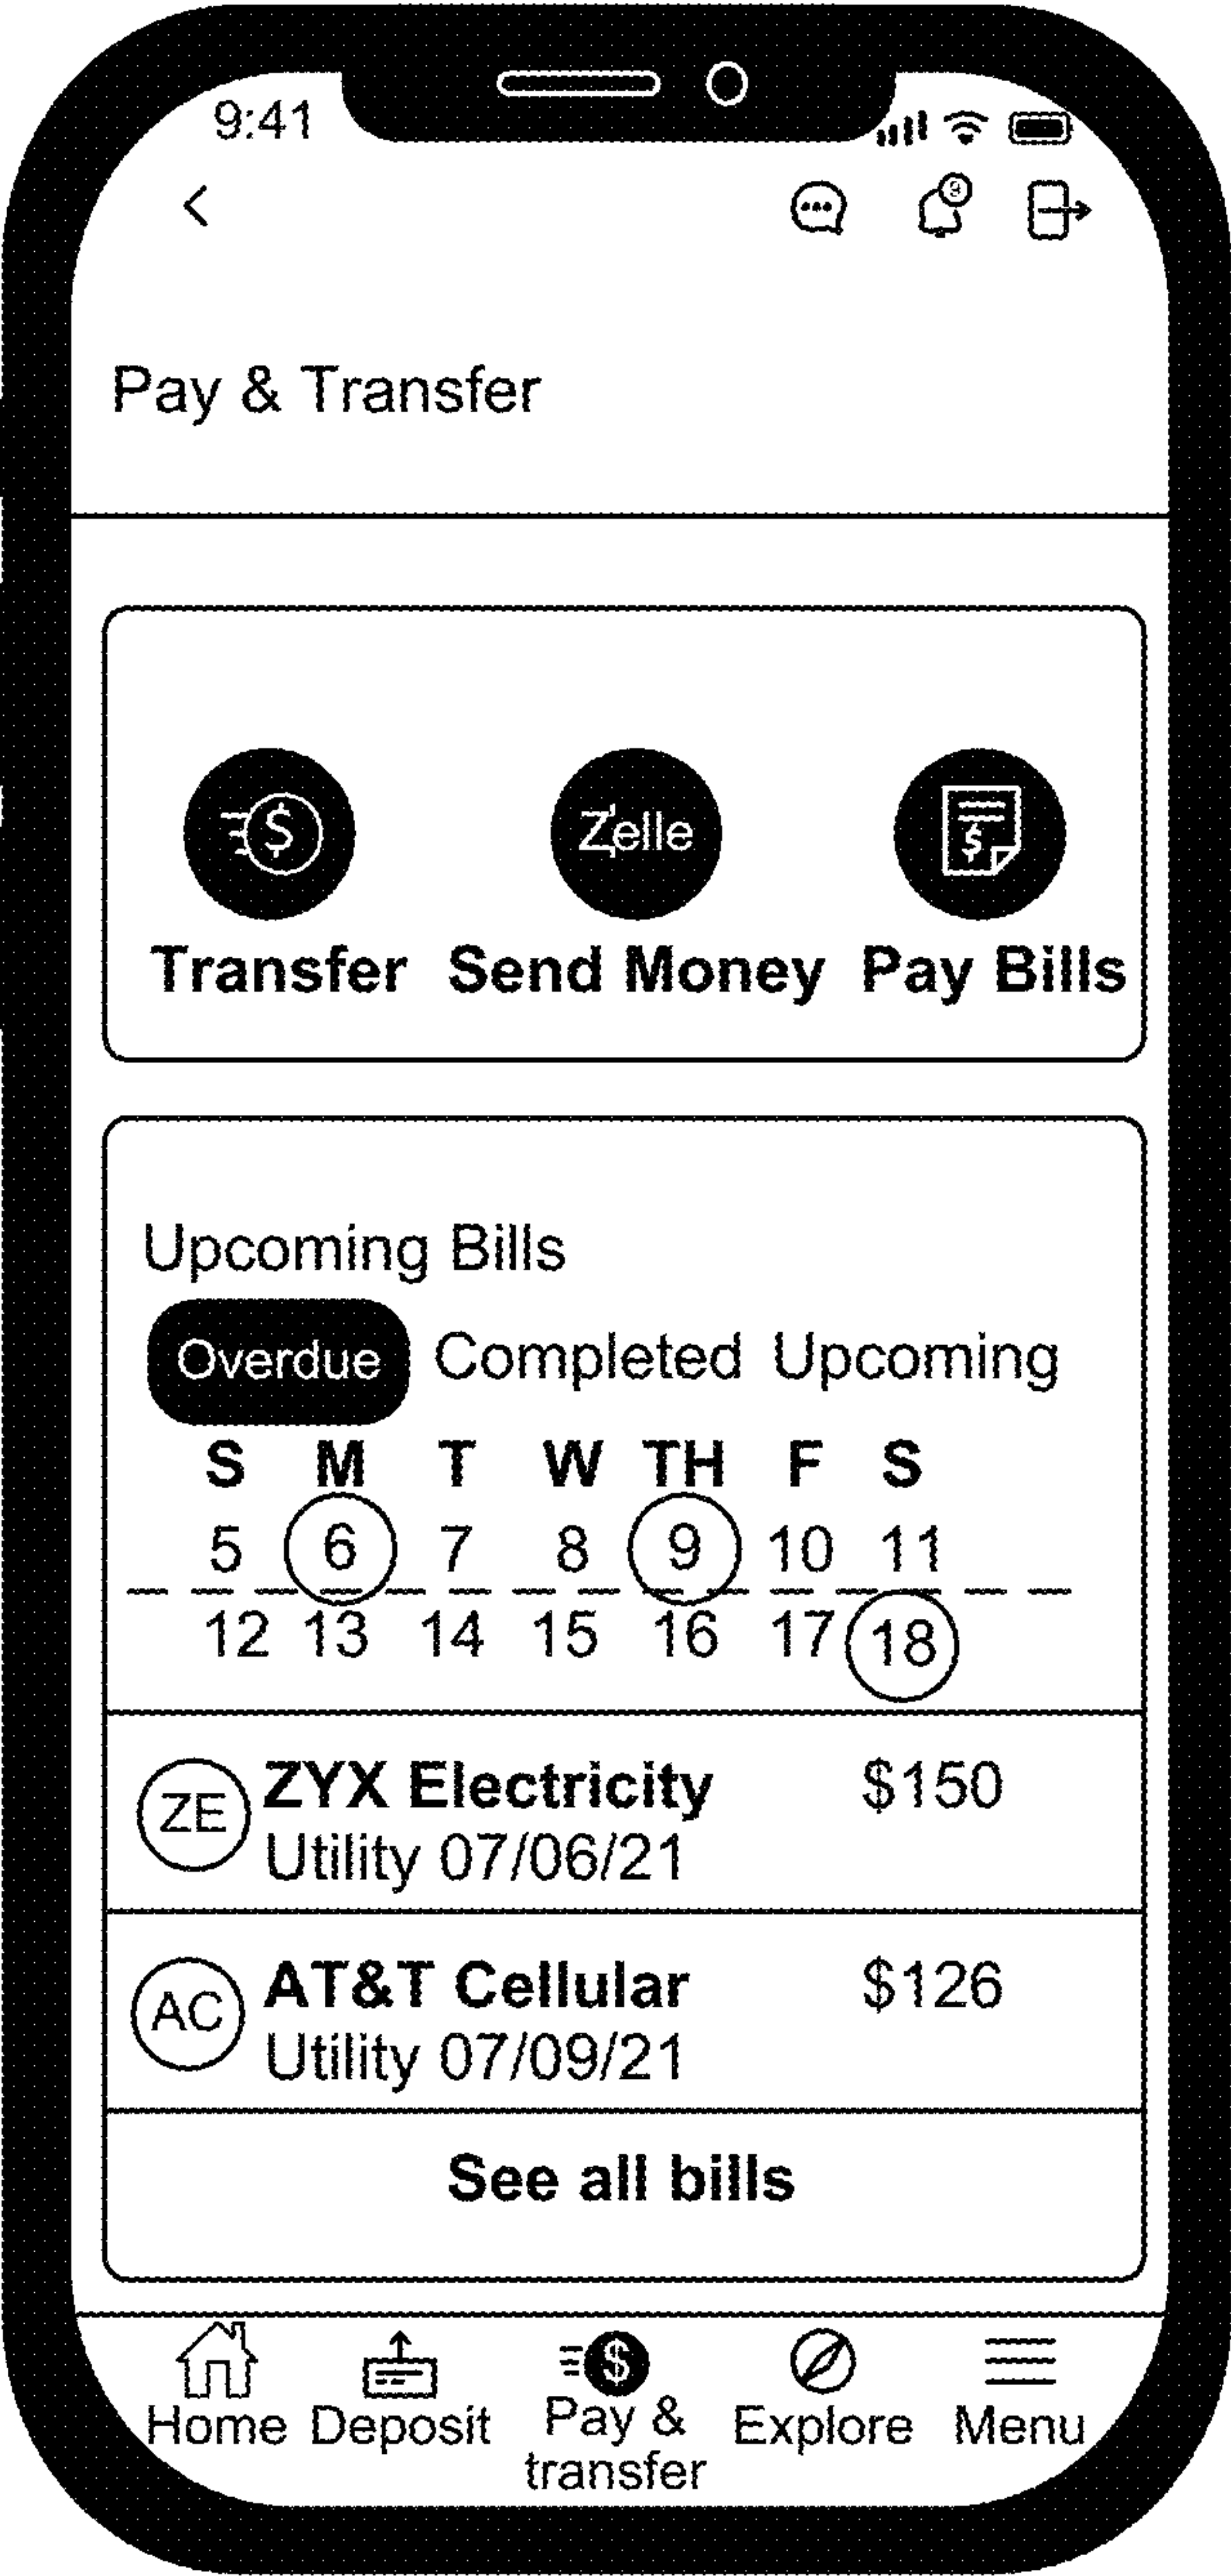 9:41
9
Pay & Transfer
$ Zelle $
Transfer Send Money Pay Bills
Upcoming Bills
Overdue Completed Upcoming
S M T W TH F S
5 6 7 8 9 10 11
12 13 14 15 16 17 18
ZE ZYX Electricity $150
Utility 07/06/21
AC AT&T Cellular $126
Utility 07/09/21
See all bills
$
Home Deposit Pay & Explore Menu
transfer